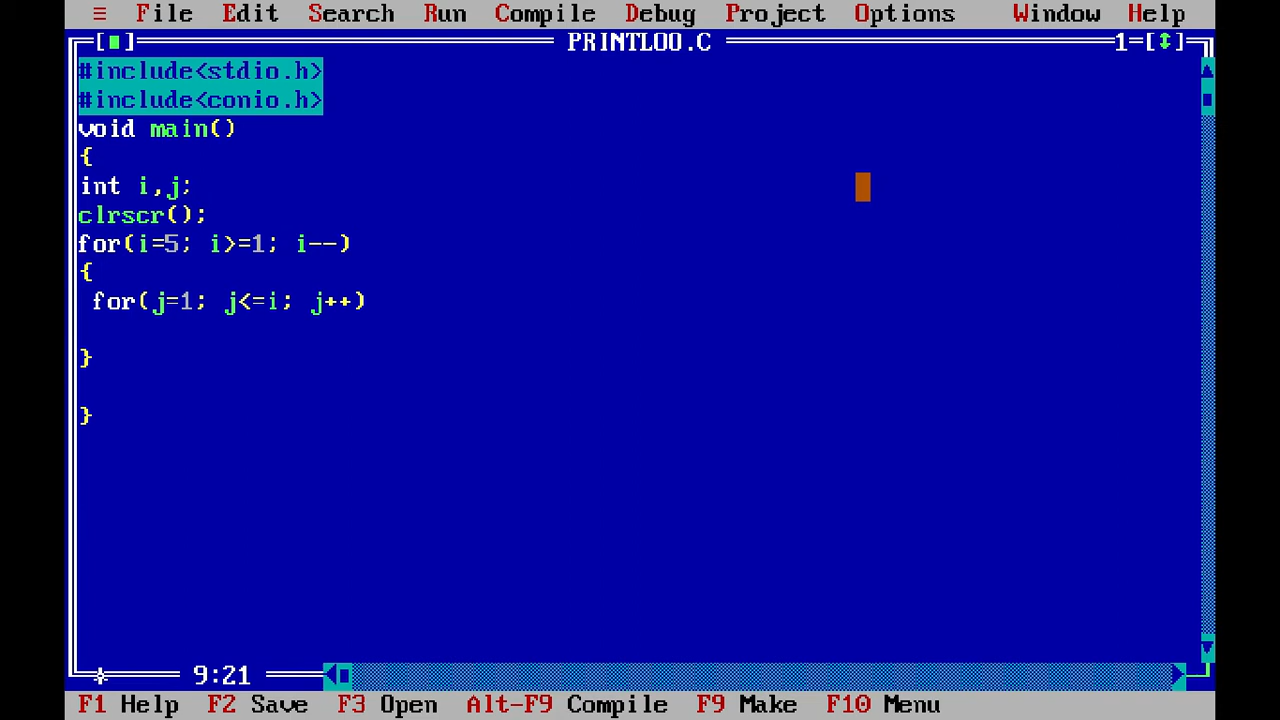 ≡ File Edit Search Run Compile Debug Project Options Window Help
[■] PRINTLOO.C 1=[↕]
#include<stdio.h>
#include<conio.h>
void main()
{
int i,j;
clrscr();
for(i=5; i>=1; i--)
{
for(j=1; j<=i; j++)
}
}
9:21
F1 Help F2 Save F3 Open Alt-F9 Compile F9 Make F10 Menu